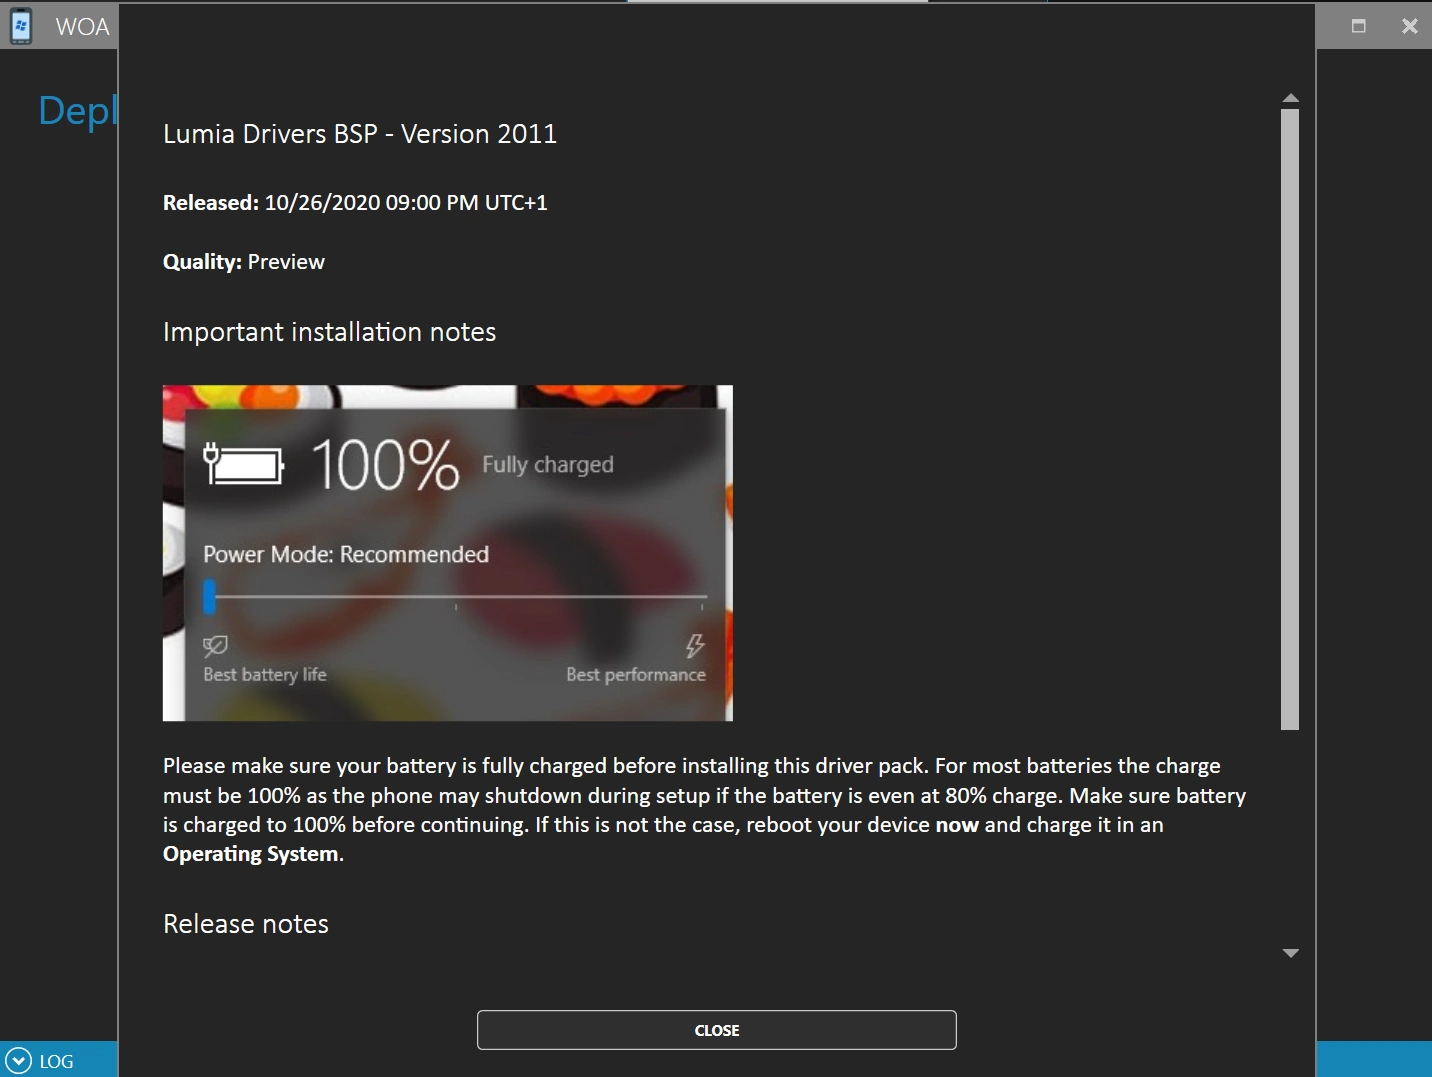 WOA
Depl
Lumia Drivers BSP - Version 2011
Released: 10/26/2020 09:00 PM UTC+1
Quality: Preview
Important installation notes
100% Fully charged
Power Mode: Recommended
Best battery life Best performance
Please make sure your battery is fully charged before installing this driver pack. For most batteries the charge
must be 100% as the phone may shutdown during setup if the battery is even at 80% charge. Make sure battery
is charged to 100% before continuing. If this is not the case, reboot your device now and charge it in an
Operating System.
Release notes
CLOSE
LOG